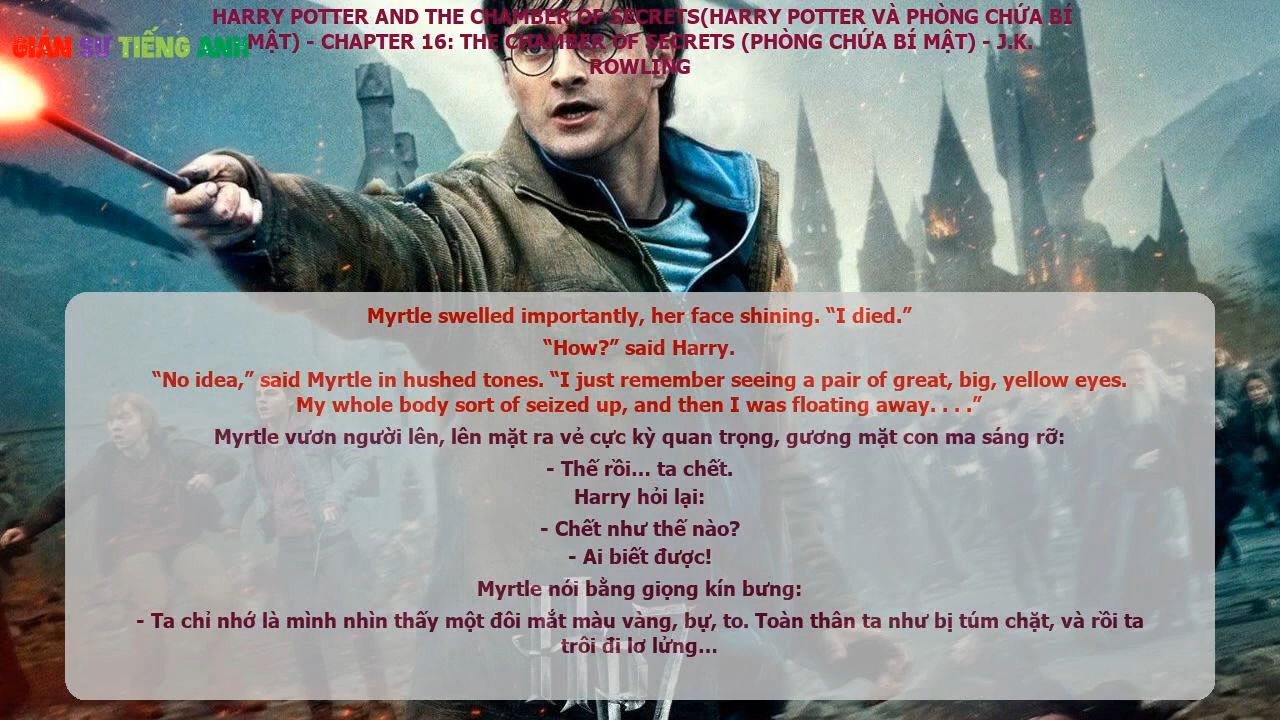 HARRY POTTER AND THE CHAMBER OF SECRETS(HARRY POTTER VÀ PHÒNG CHỨA BÍ
MẬT) - CHAPTER 16: THE CHAMBER OF SECRETS (PHÒNG CHỨA BÍ MẬT) - J.K.
ROWLING
GIÁN SƯ TIẾNG ANH
Myrtle swelled importantly, her face shining. “I died.”
“How?” said Harry.
“No idea,” said Myrtle in hushed tones. “I just remember seeing a pair of great, big, yellow eyes.
My whole body sort of seized up, and then I was floating away. . . .”
Myrtle vươn người lên, lên mặt ra vẻ cực kỳ quan trọng, gương mặt con ma sáng rỡ:
- Thế rồi... ta chết.
Harry hỏi lại:
- Chết như thế nào?
- Ai biết được!
Myrtle nói bằng giọng kín bưng:
- Ta chỉ nhớ là mình nhìn thấy một đôi mắt màu vàng, bự, to. Toàn thân ta như bị túm chặt, và rồi ta
trôi đi lơ lửng...